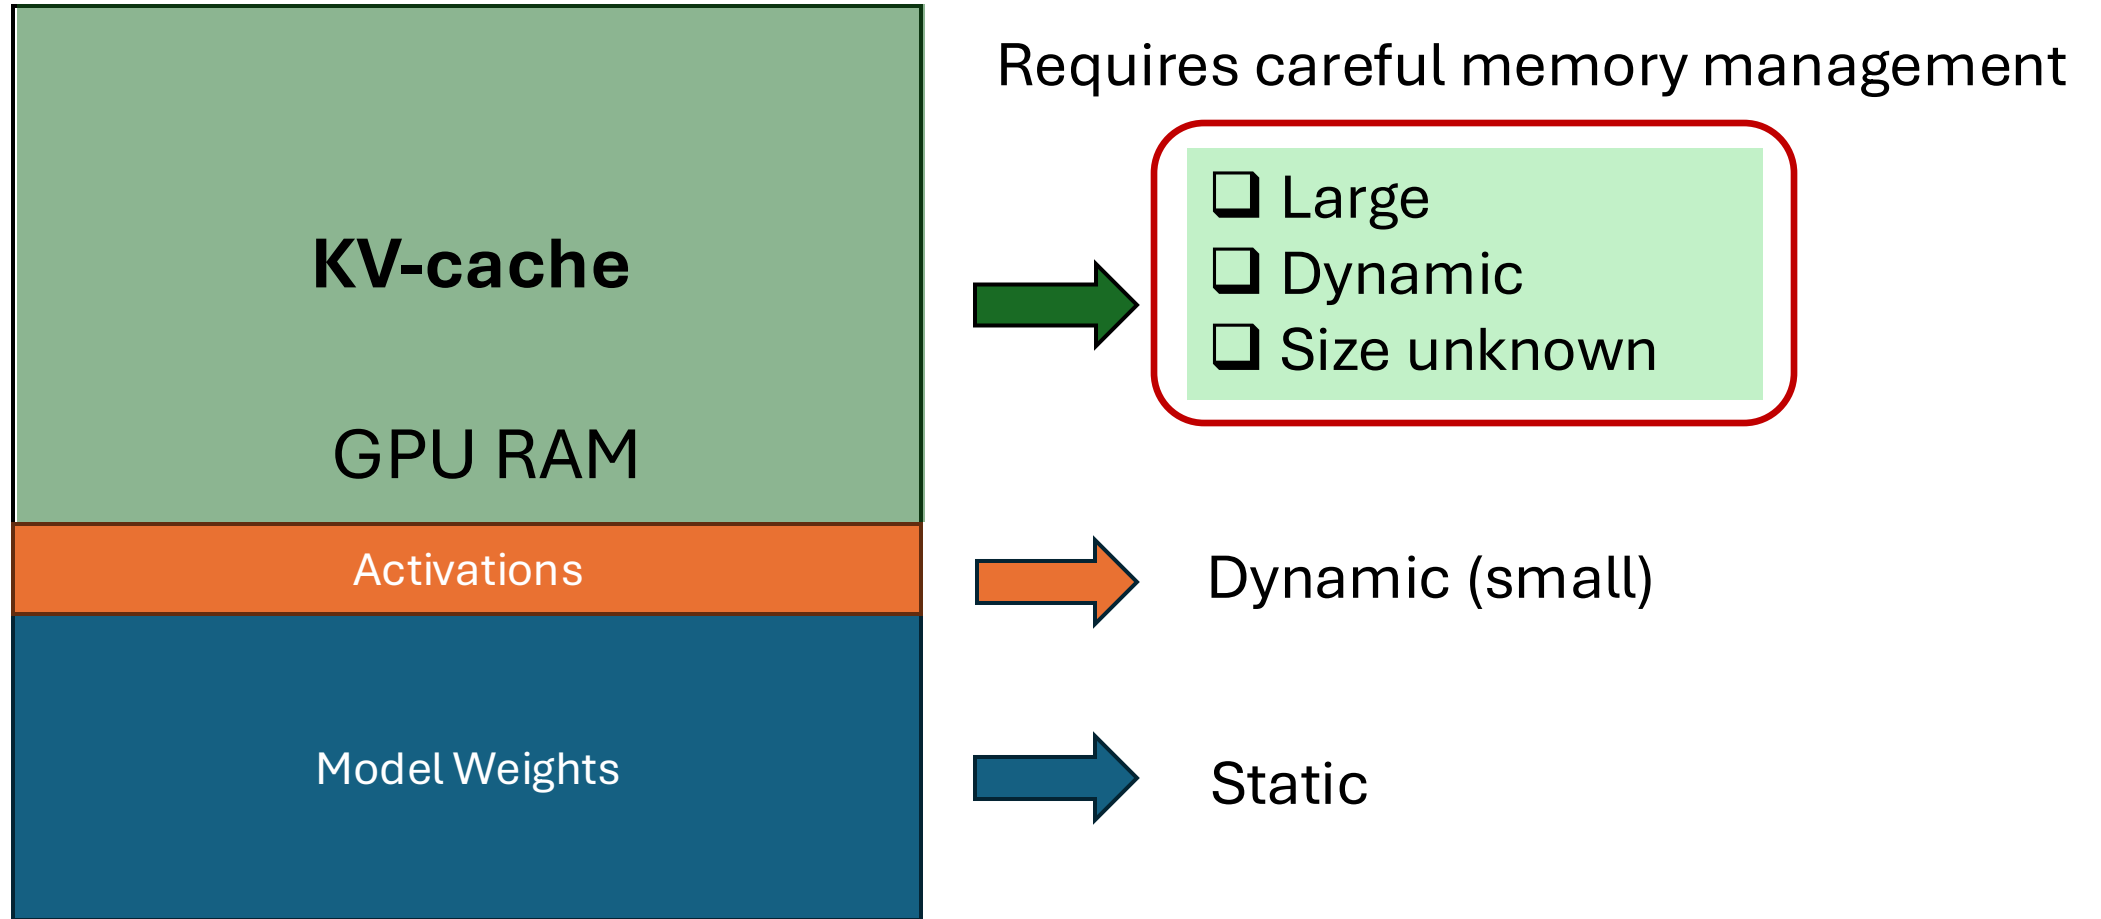 Requires careful memory management
KV-cache
❑ Large
❑ Dynamic
❑ Size unknown
GPU RAM
Activations
Dynamic (small)
Model Weights
Static